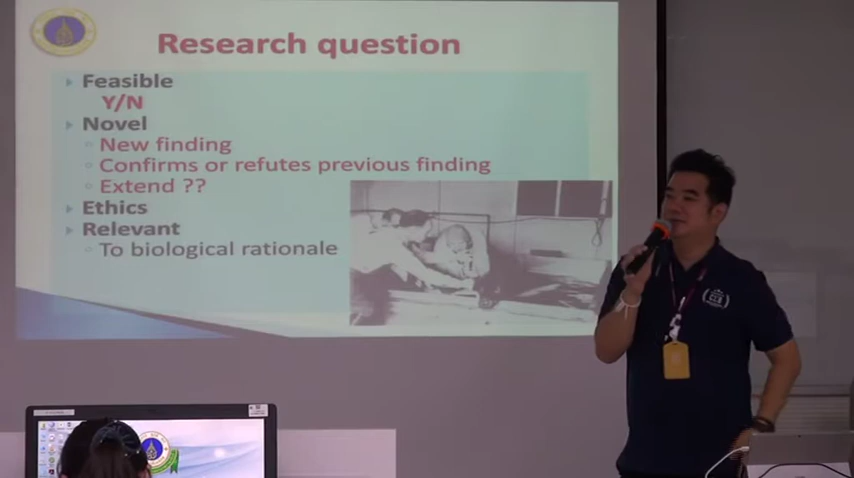 Research question
Feasible
Y/N
Novel
New finding
Confirms or refutes previous finding
Extend ??
Ethics
Relevant
To biological rationale